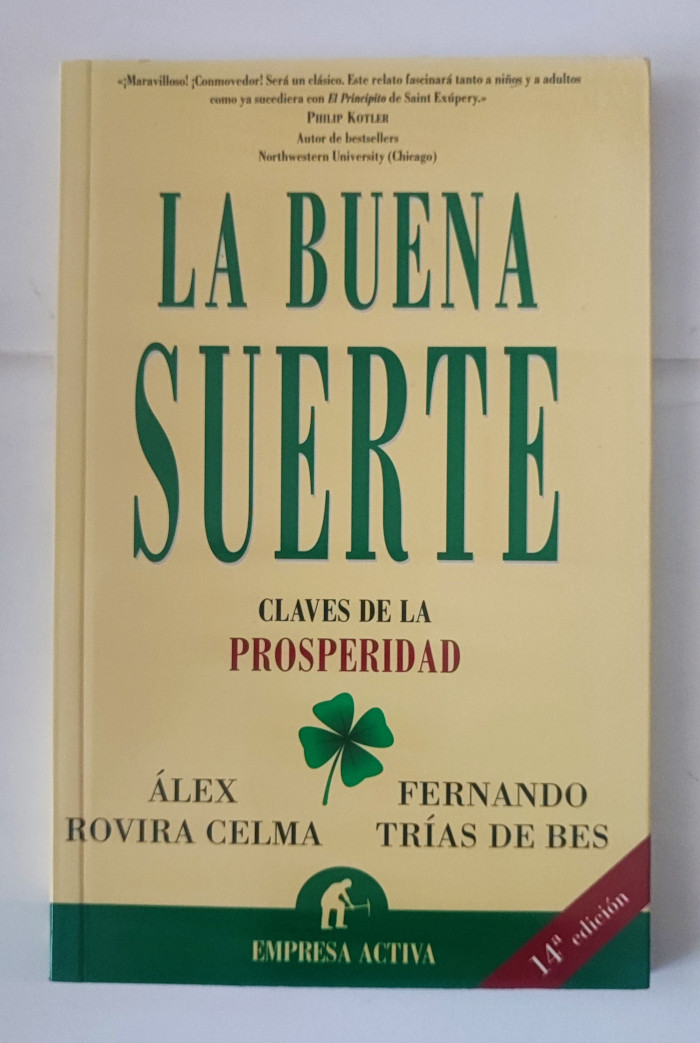 «¡Maravilloso! ¡Conmovedor! Será un clásico. Este relato fascinará tanto a niños y a adultos
como ya sucediera con El Principito de Saint Exúpery.»
PHILIP KOTLER
Autor de bestsellers
Northwestern University (Chicago)
LA BUENA
SUERTE
CLAVES DE LA
PROSPERIDAD
ÁLEX
ROVIRA CELMA
FERNANDO
TRÍAS DE BES
EMPRESA ACTIVA
14ª edición